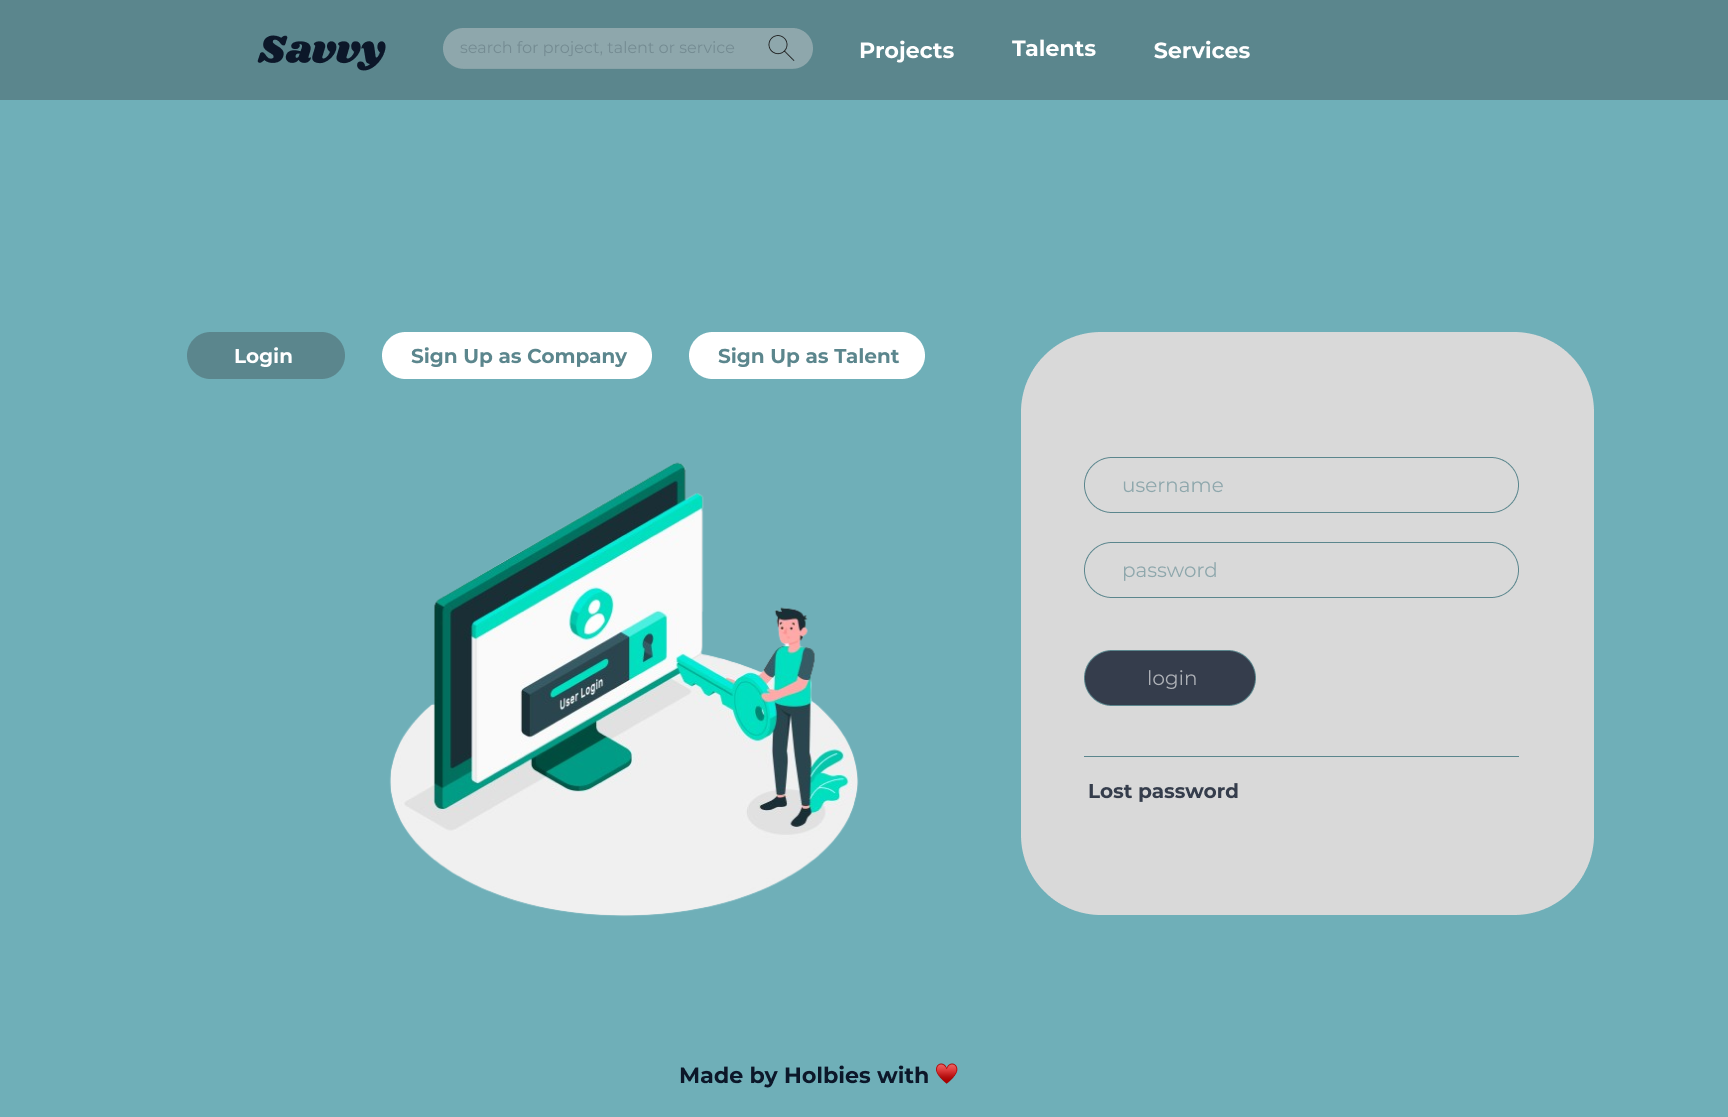 Savvy
search for project, talent or service
Projects
Talents
Services
Login
Sign Up as Company
Sign Up as Talent
User Login
username
password
login
Lost password
Made by Holbies with ♥️